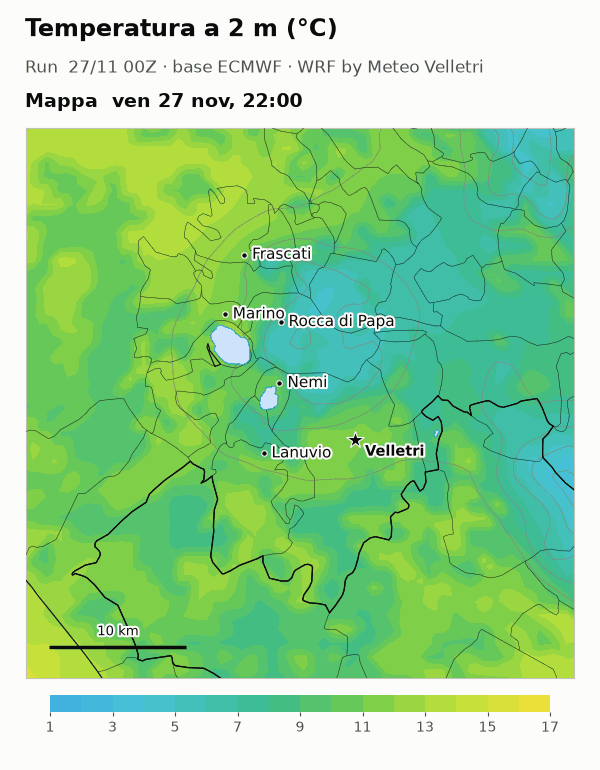 Temperatura a 2 m (°C)
Run  27/11 00Z · base ECMWF · WRF by Meteo Velletri
Mappa  ven 27 nov, 22:00
Frascati
Marino
Rocca di Papa
Nemi
Velletri
Lanuvio
10 km
1 3 5 7 9 11 13 15 17